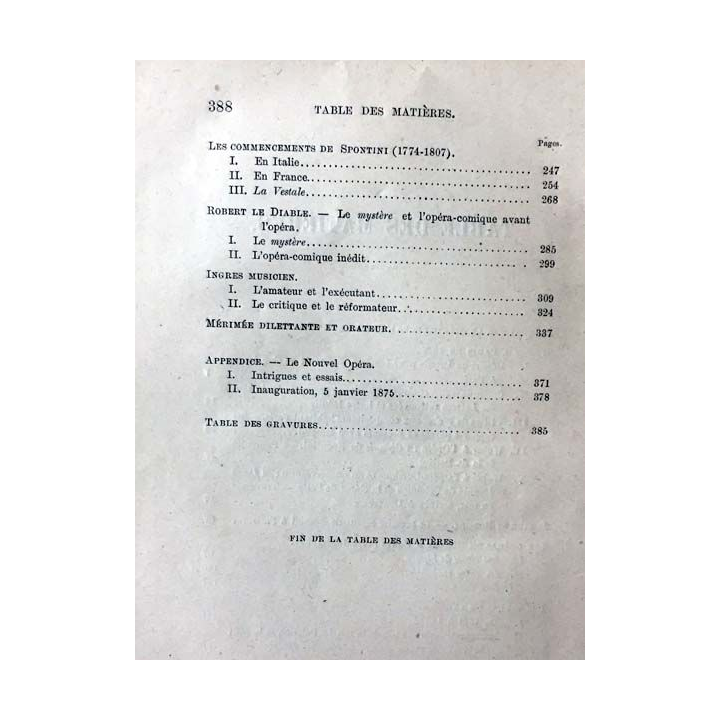 388 TABLE DES MATIÈRES.
Pages.
LES COMMENCEMENTS DE SPONTINI (1774-1807).
I. En Italie........ 247
II. En France........ 254
III. La Vestale........ 268
ROBERT LE DIABLE. — Le mystère et l'opéra-comique avant
l'opéra.
I. Le mystère........ 285
II. L'opéra-comique inédit........ 299
INGRES MUSICIEN.
I. L'amateur et l'exécutant........ 309
II. Le critique et le réformateur........ 324
MÉRIMÉE DILETTANTE ET ORATEUR........ 337
APPENDICE. — Le Nouvel Opéra.
I. Intrigues et essais........ 371
II. Inauguration, 5 janvier 1875........ 378
TABLE DES GRAVURES........ 385
FIN DE LA TABLE DES MATIÈRES